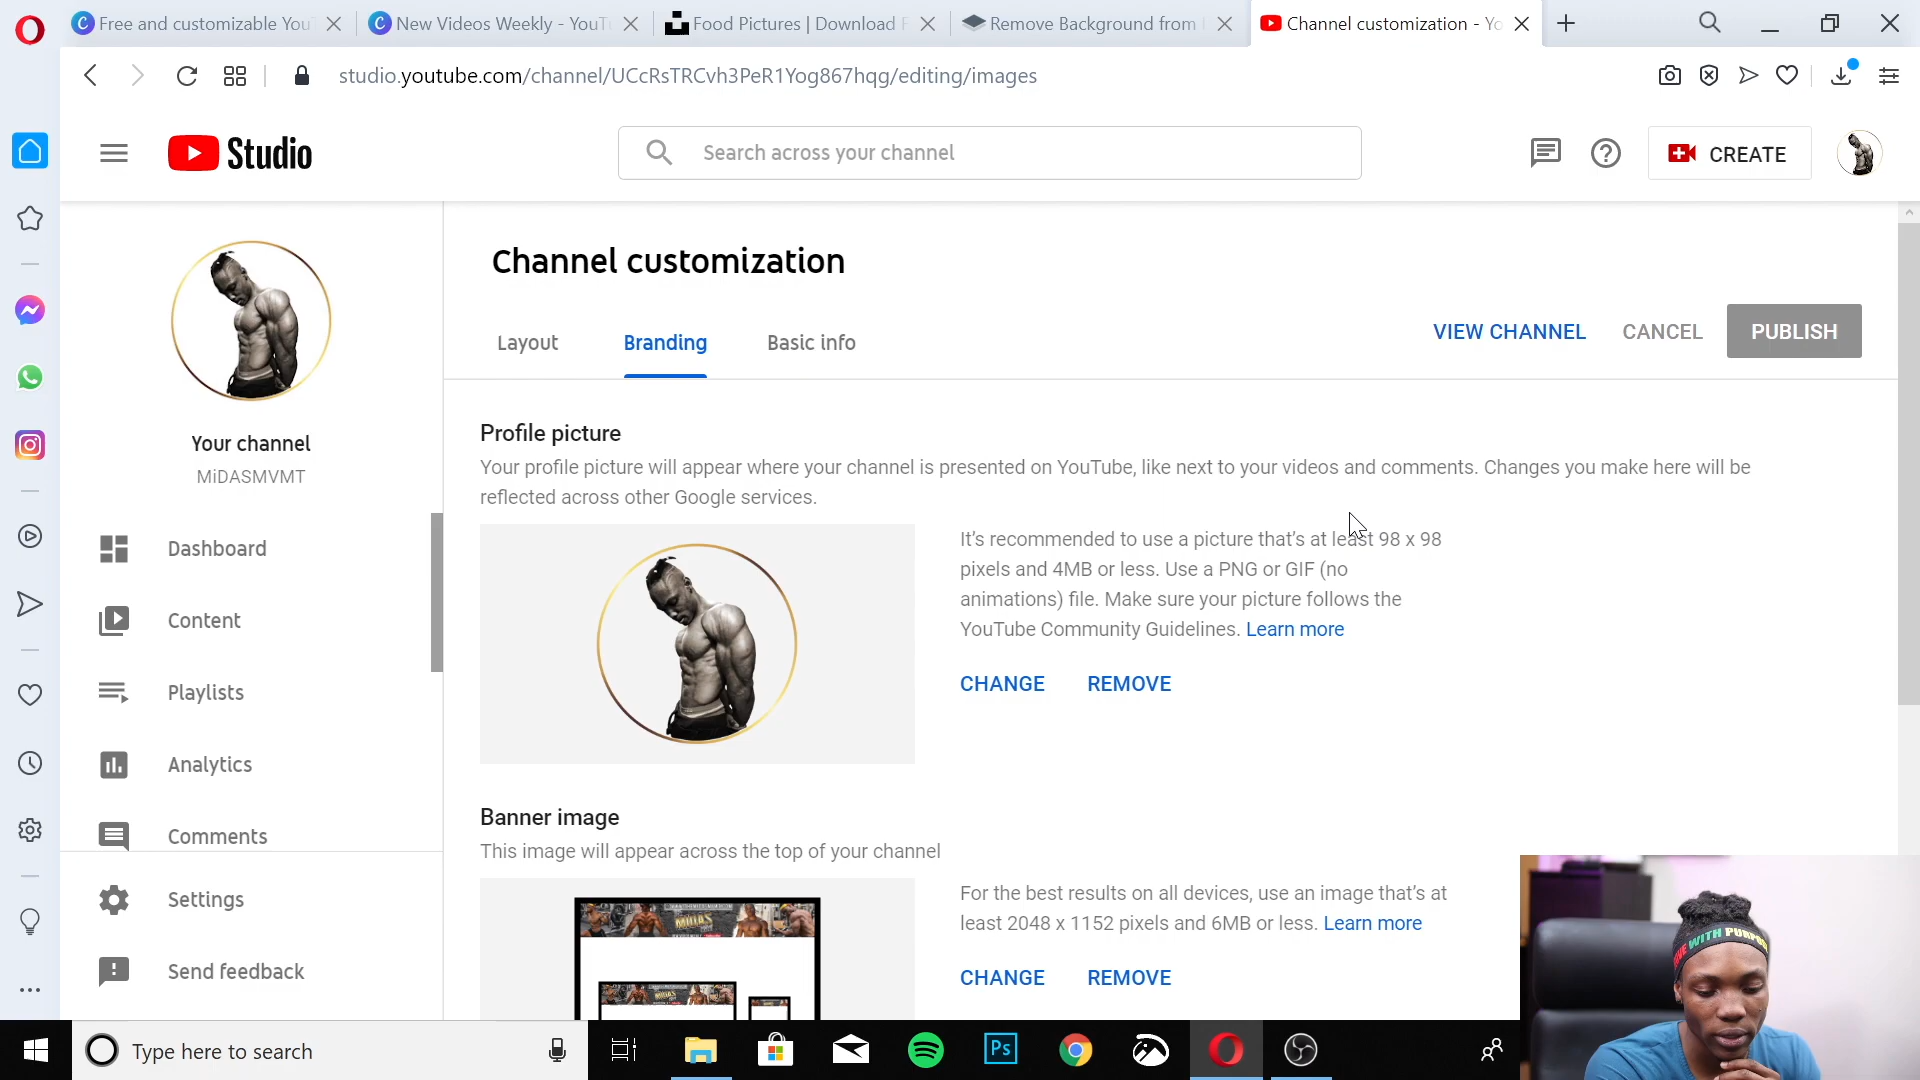 Free and customizable You
New Videos Weekly - YouT
Food Pictures | Download F
Remove Background from
Channel customization - Yo
studio.youtube.com/channel/UCcRsTRCvh3PeR1Yog867hqg/editing/images
Studio
Search across your channel
CREATE
Channel customization
Layout
Branding
Basic info
VIEW CHANNEL
CANCEL
PUBLISH
Your channel
MiDASMVMT
Dashboard
Content
Playlists
Analytics
Comments
Settings
Send feedback
Profile picture
Your profile picture will appear where your channel is presented on YouTube, like next to your videos and comments. Changes you make here will be
reflected across other Google services.
It's recommended to use a picture that's at least 98 x 98
pixels and 4MB or less. Use a PNG or GIF (no
animations) file. Make sure your picture follows the
YouTube Community Guidelines. Learn more
CHANGE
REMOVE
Banner image
This image will appear across the top of your channel
For the best results on all devices, use an image that's at
least 2048 x 1152 pixels and 6MB or less. Learn more
CHANGE
REMOVE
WITH PURPO
Type here to search
Ps